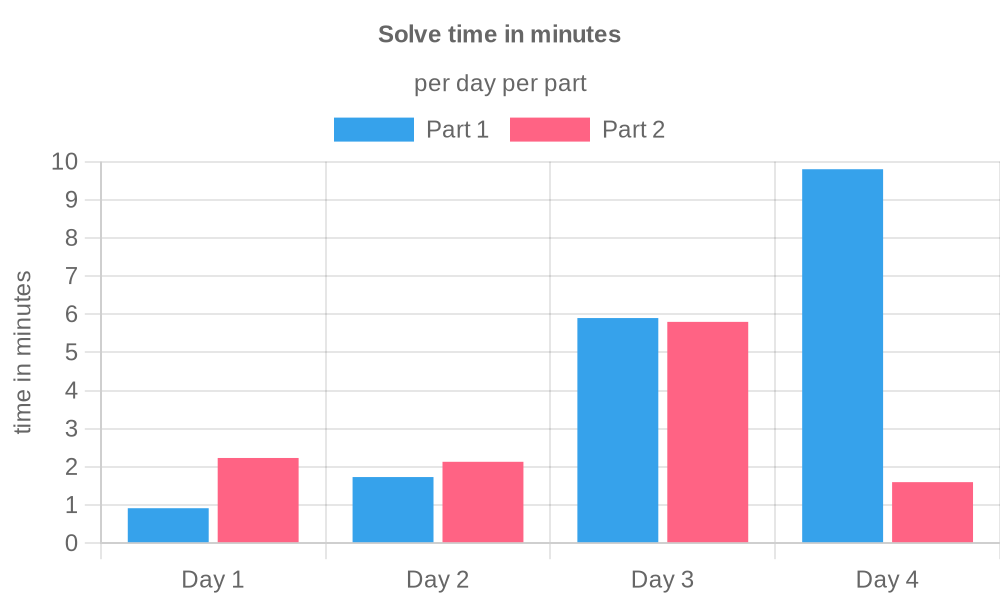 Solve time in minutes
per day per part
Part 1 Part 2
10
9
8
7
6
5
4
3
2
1
0
time in minutes
Day 1 Day 2 Day 3 Day 4